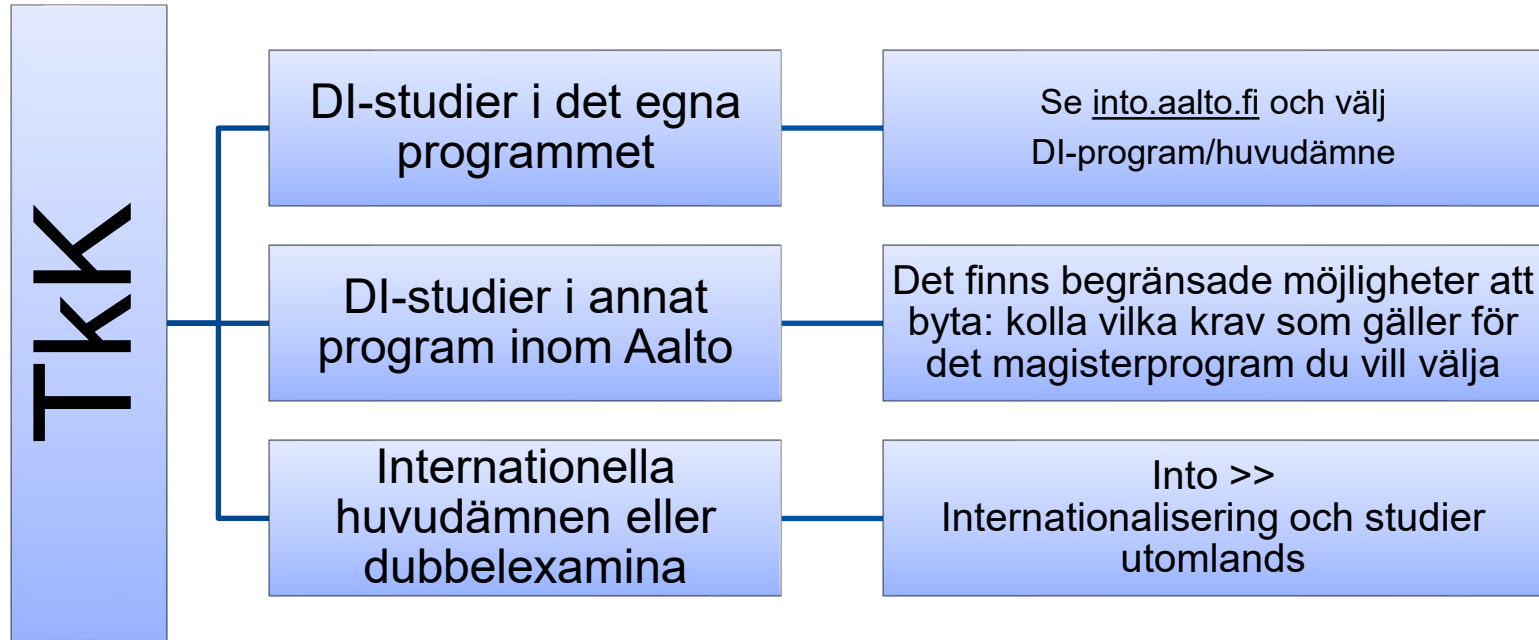 TkK
DI-studier i det egna
programmet
Se into.aalto.fi och välj
DI-program/huvudämne
DI-studier i annat
program inom Aalto
Det finns begränsade möjligheter att
byta: kolla vilka krav som gäller för
det magisterprogram du vill välja
Internationella
huvudämnen eller
dubbelexamina
Into >>
Internationalisering och studier
utomlands